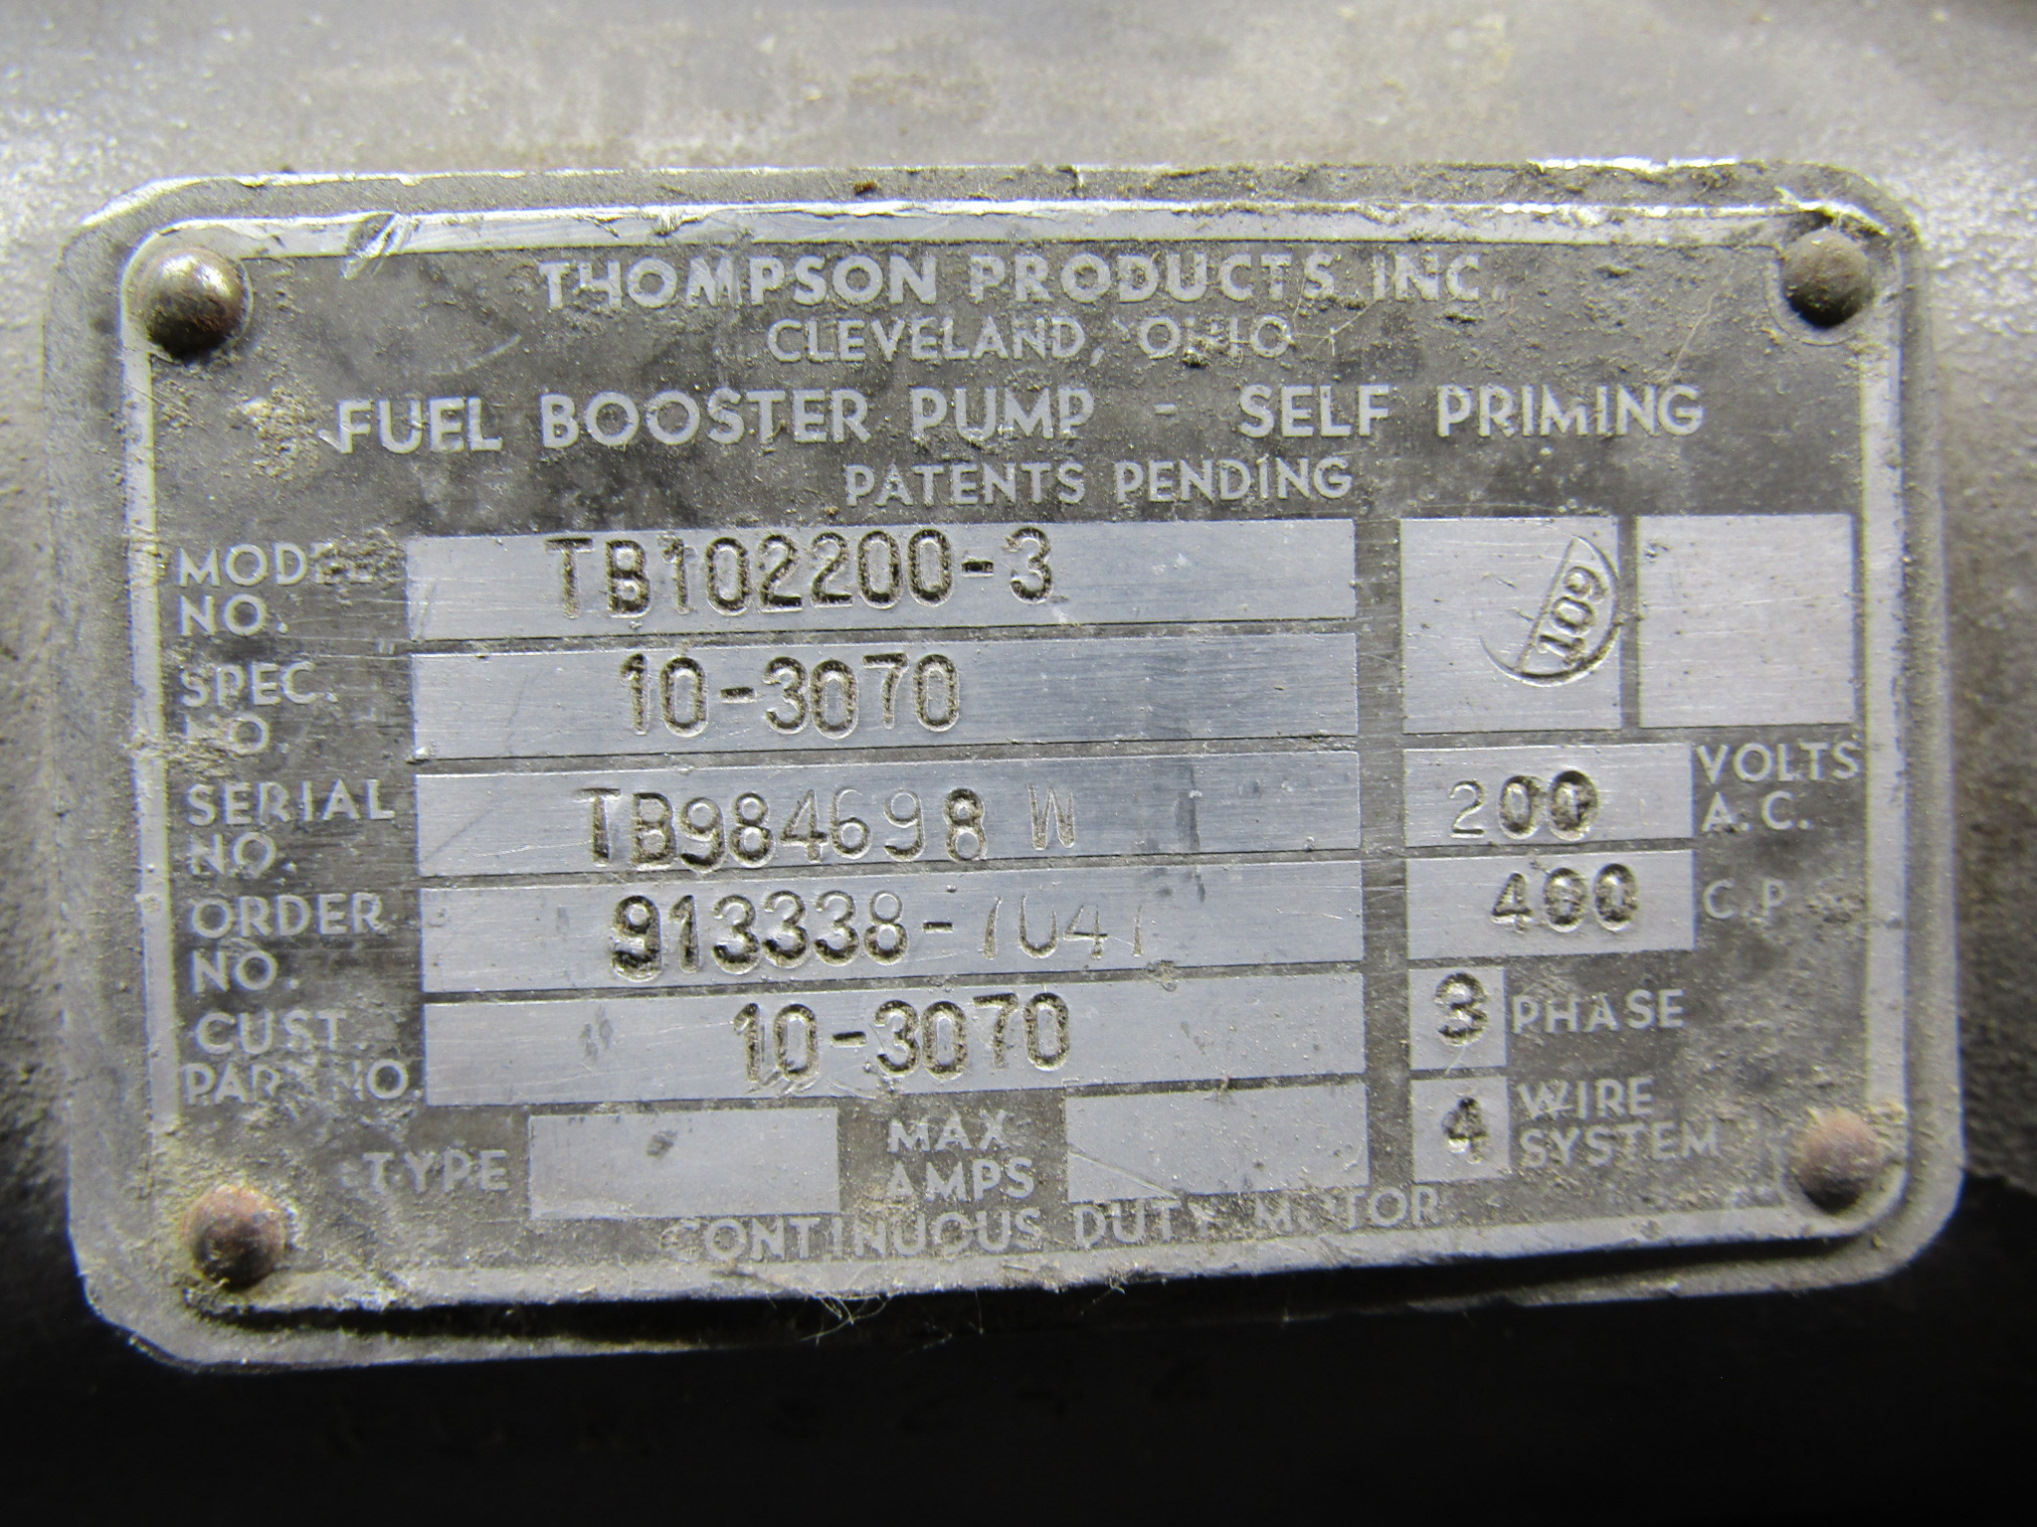 THOMPSON PRODUCTS INC.
CLEVELAND, OHIO
FUEL BOOSTER PUMP - SELF PRIMING
PATENTS PENDING
MODEL NO. TB102200-3
109
SPEC. NO. 10-3070
SERIAL NO. TB984698 W
200 VOLTS A.C.
ORDER NO. 913338-
400 C.P.
CUST. PART NO. 10-3070
3 PHASE
4 WIRE SYSTEM
TYPE
MAX AMPS
CONTINUOUS DUTY MOTOR